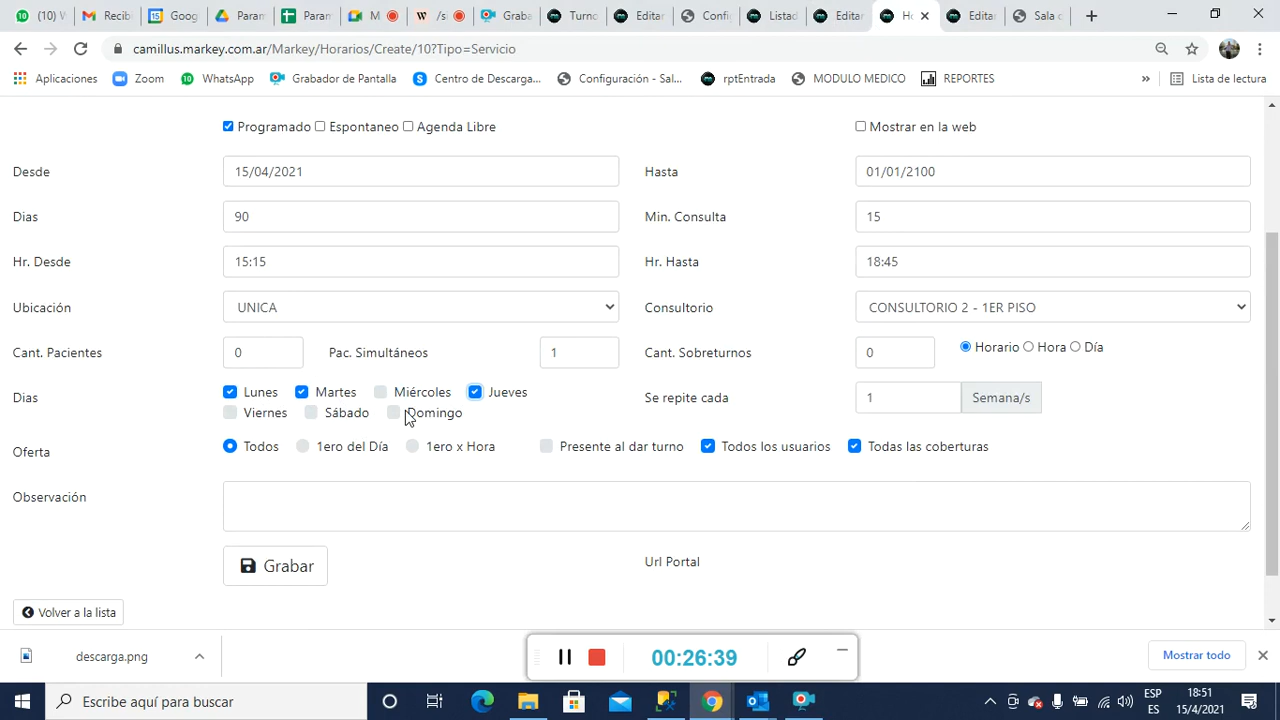 (10) W
Recib
Goog
Param
Param
M
/s
Graba
Turno
Editar
Confi
Listad
Editar
Ho
Editar
Sala c
camillus.markey.com.ar/Markey/Horarios/Create/10?Tipo=Servicio
Aplicaciones Zoom WhatsApp Grabador de Pantalla Centro de Descarga... Configuración - Sal... rptEntrada MODULO MEDICO REPORTES » Lista de lectura
Programado Espontaneo Agenda Libre Mostrar en la web
Desde 15/04/2021 Hasta 01/01/2100
Dias 90 Min. Consulta 15
Hr. Desde 15:15 Hr. Hasta 18:45
Ubicación UNICA Consultorio CONSULTORIO 2 - 1ER PISO
Cant. Pacientes 0 Pac. Simultáneos 1 Cant. Sobreturnos 0 Horario Hora Día
Dias Lunes Martes Miércoles Jueves Se repite cada 1 Semana/s
Viernes Sábado Domingo
Oferta Todos 1ero del Día 1ero x Hora Presente al dar turno Todos los usuarios Todas las coberturas
Observación
Grabar Url Portal
Volver a la lista
descarga.png 00:26:39 Mostrar todo
Escribe aquí para buscar
ESP 18:51
ES 15/4/2021